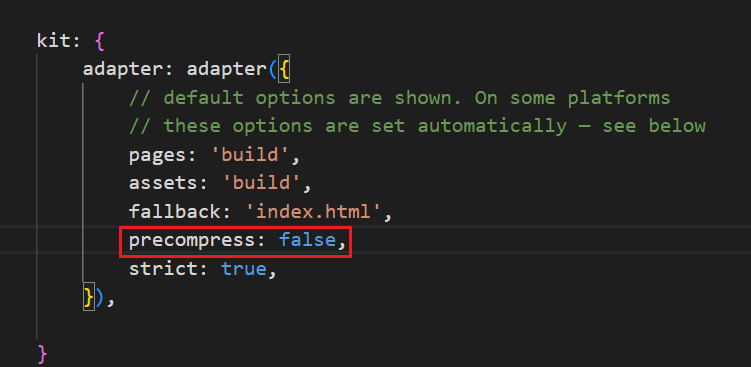 kit: {
adapter: adapter({
// default options are shown. On some platforms
// these options are set automatically — see below
pages: 'build',
assets: 'build',
fallback: 'index.html',
precompress: false,
strict: true,
}),
}